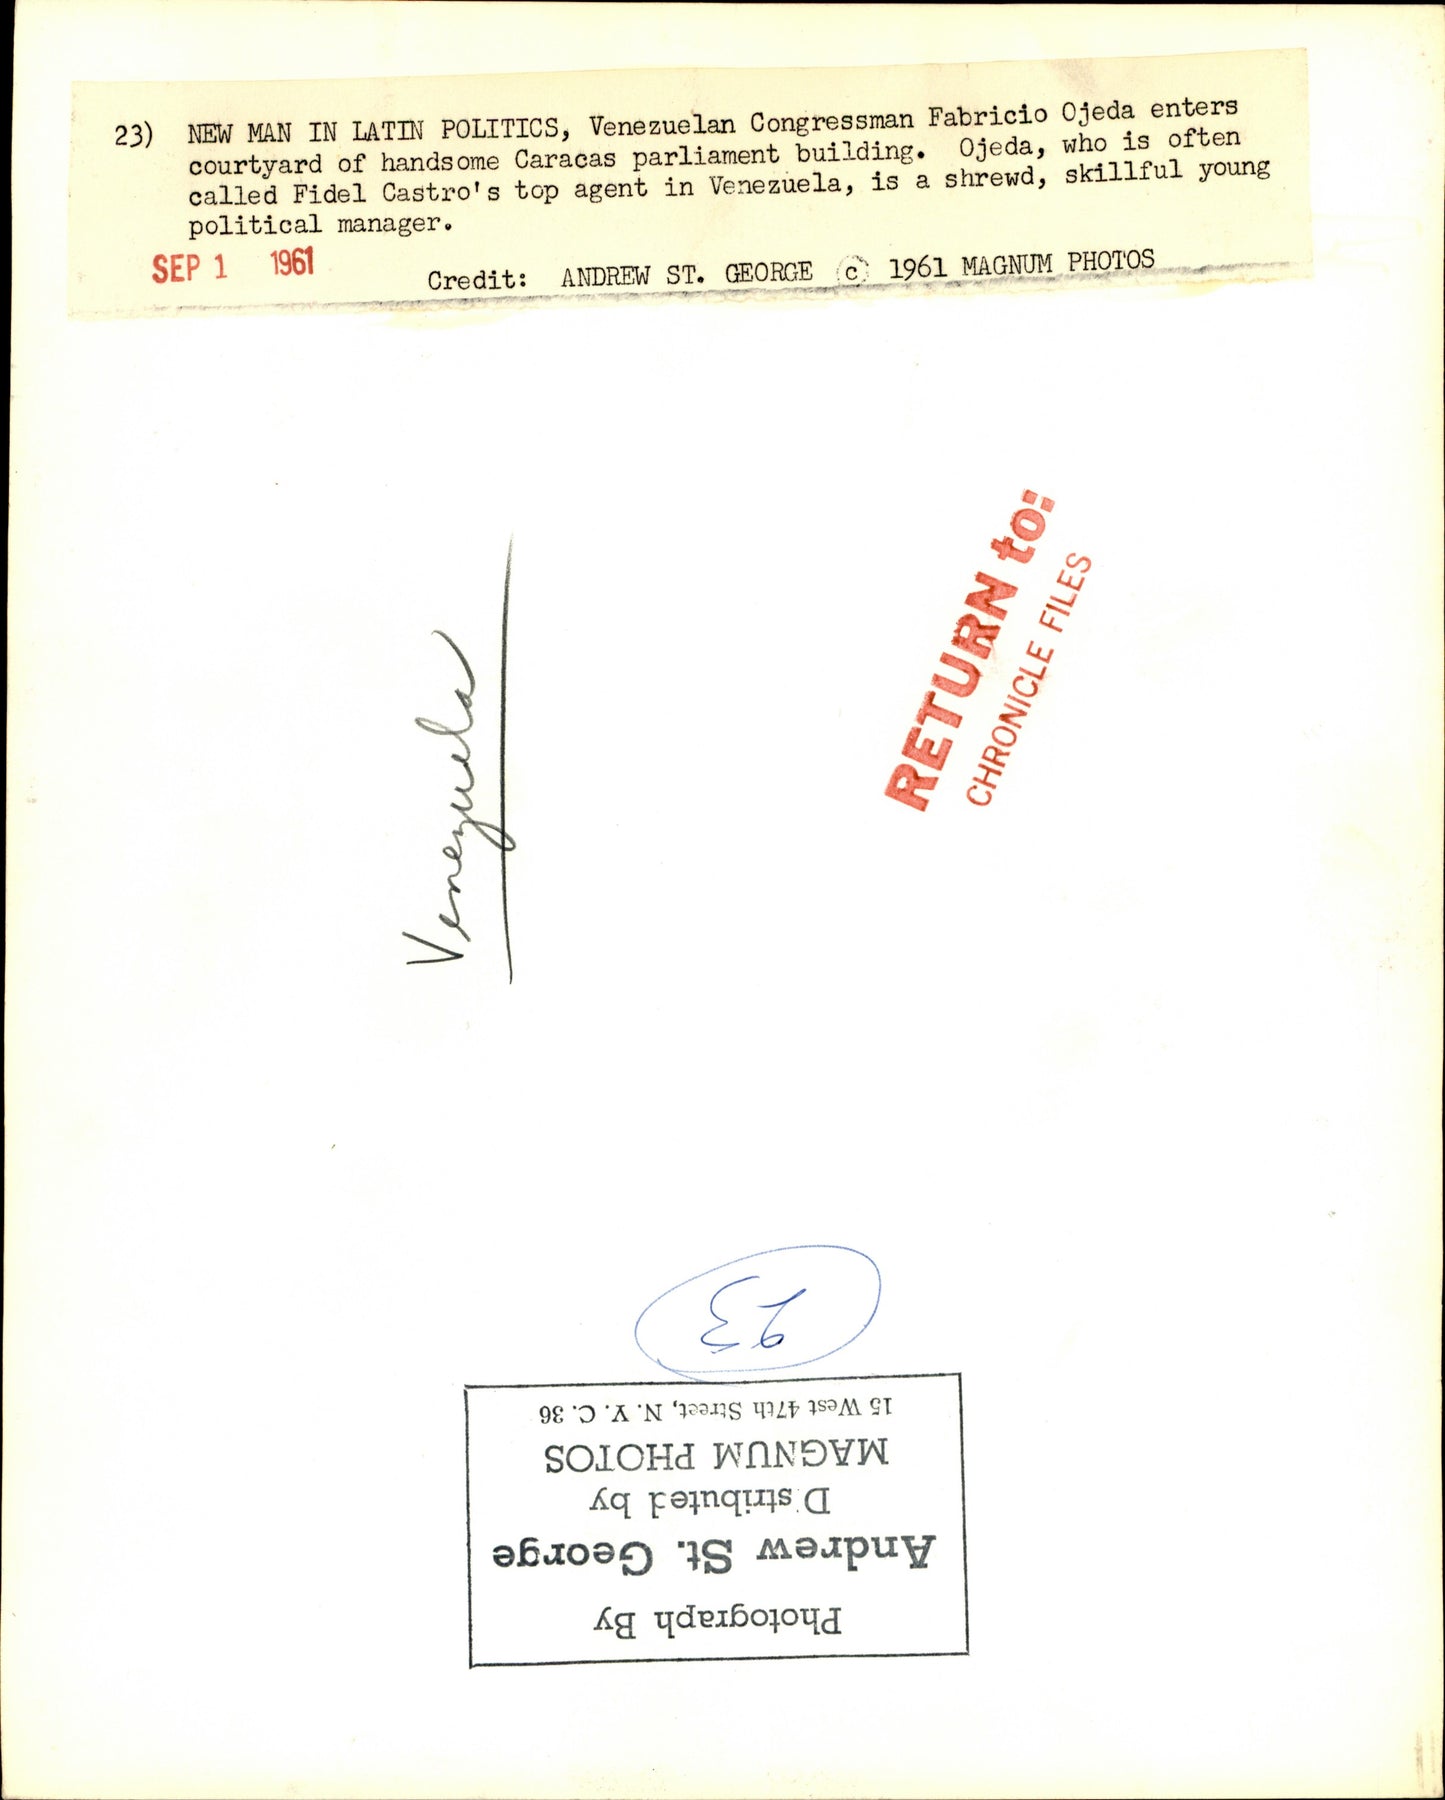 23) NEW MAN IN LATIN POLITICS, Venezuelan Congressman Fabricio Ojeda enters
courtyard of handsome Caracas parliament building. Ojeda, who is often
called Fidel Castro's top agent in Venezuela, is a shrewd, skillful young
political manager.
SEP 1 1961
Credit: ANDREW ST. GEORGE © 1961 MAGNUM PHOTOS
RETURN to:
CHRONICLE FILES
Venezuela
23
Photograph By
Andrew St. George
Distributed by
MAGNUM PHOTOS
15 West 47th Street, N. Y. C. 36